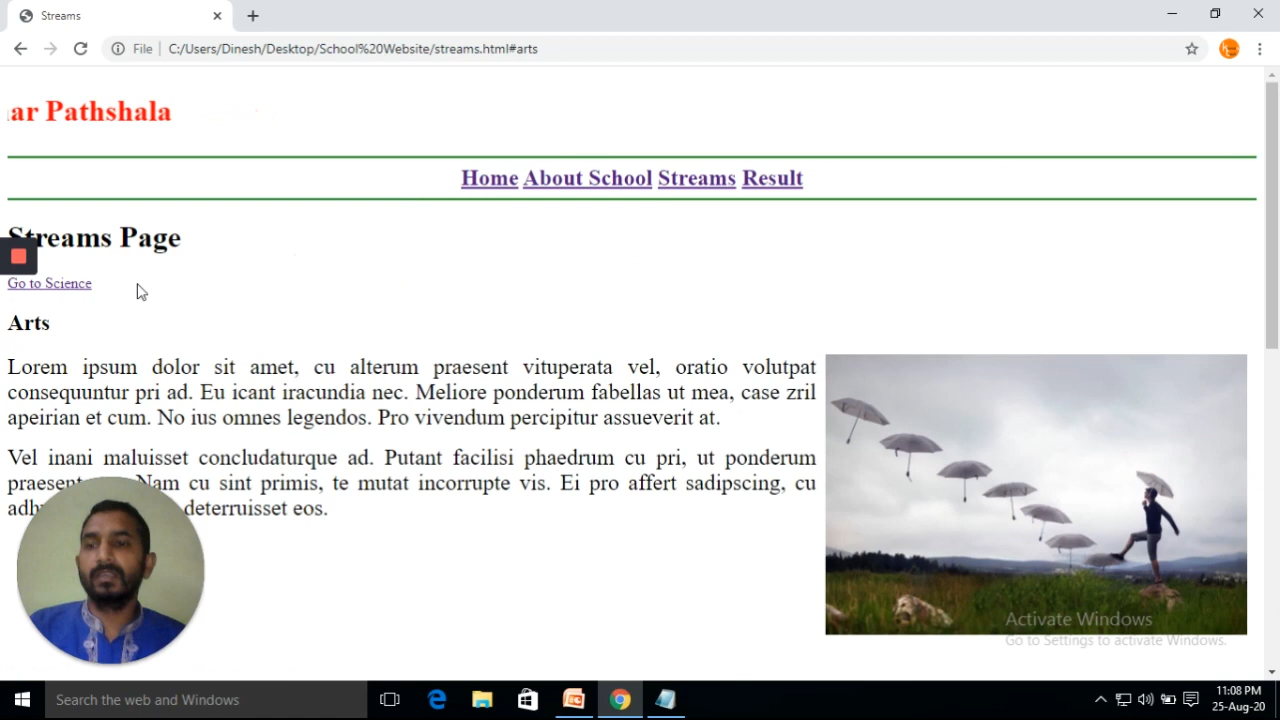 Streams
File
C:/Users/Dinesh/Desktop/School%20Website/streams.html#arts
ar Pathshala
Home About School Streams Result
Streams Page
Go to Science
Arts
Lorem ipsum dolor sit amet, cu alterum praesent vituperata vel, oratio volutpat
consequuntur pri ad. Eu icant iracundia nec. Meliore ponderum fabellas ut mea, case zril
apeirian et cum. No ius omnes legendos. Pro vivendum percipitur assueverit at.
Vel inani maluisset concludaturque ad. Putant facilisi phaedrum cu pri, ut ponderum
praesent Nam cu sint primis, te mutat incorrupte vis. Ei pro affert sadipscing, cu
deterruisset eos.
Activate Windows
Go to Settings to activate Windows.
Search the web and Windows
11:08 PM
25-Aug-20